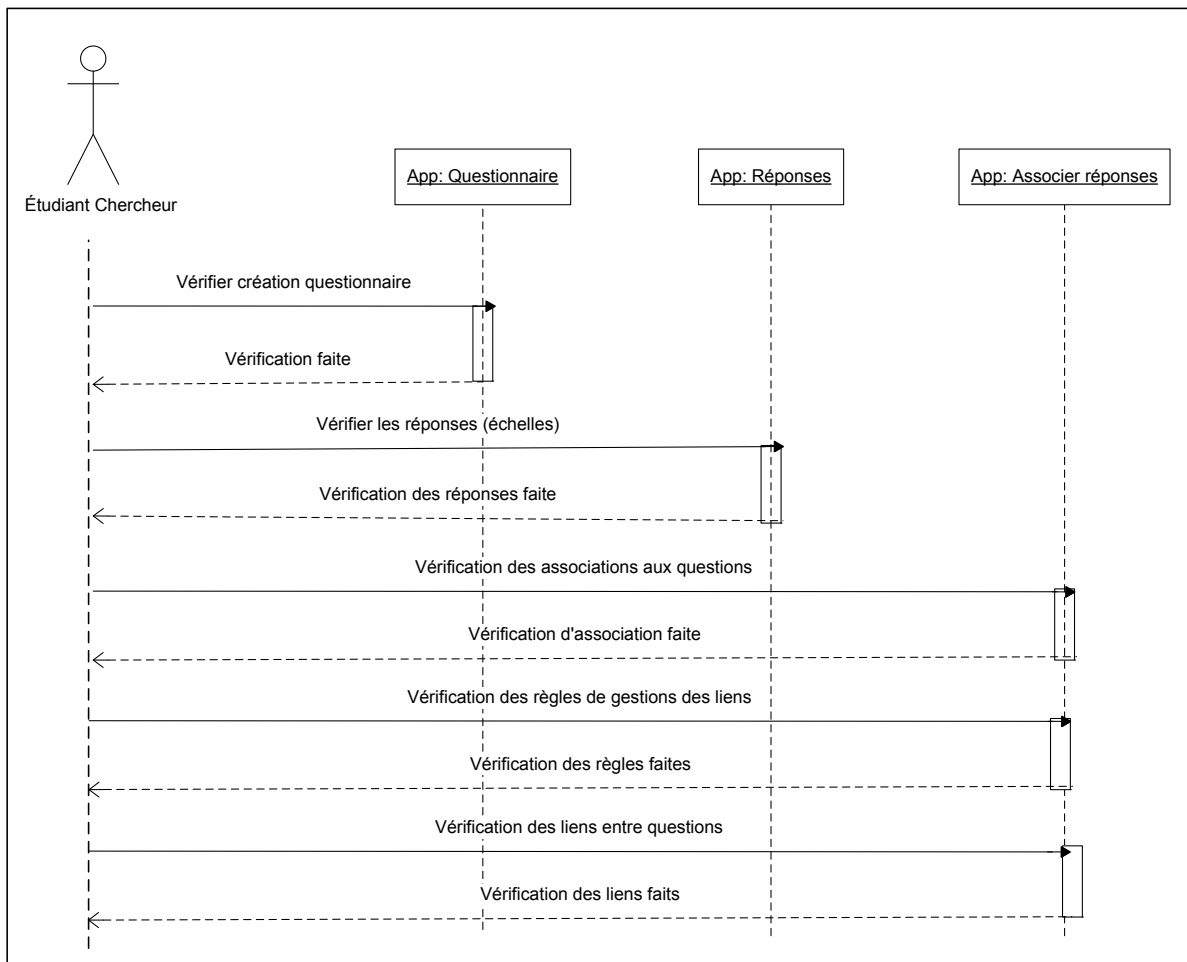 App: Questionnaire
App: Réponses
App: Associer réponses
Étudiant Chercheur
Vérifier création questionnaire
Vérification faite
Vérifier les réponses (échelles)
Vérification des réponses faite
Vérification des associations aux questions
Vérification d'association faite
Vérification des règles de gestions des liens
Vérification des règles faites
Vérification des liens entre questions
Vérification des liens faits